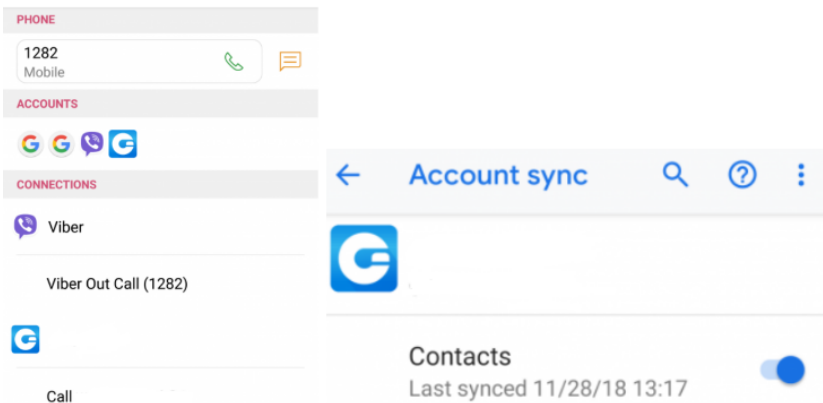 PHONE
1282
Mobile
ACCOUNTS
CONNECTIONS
Viber
Viber Out Call (1282)
Call
Account sync
Contacts
Last synced 11/28/18 13:17